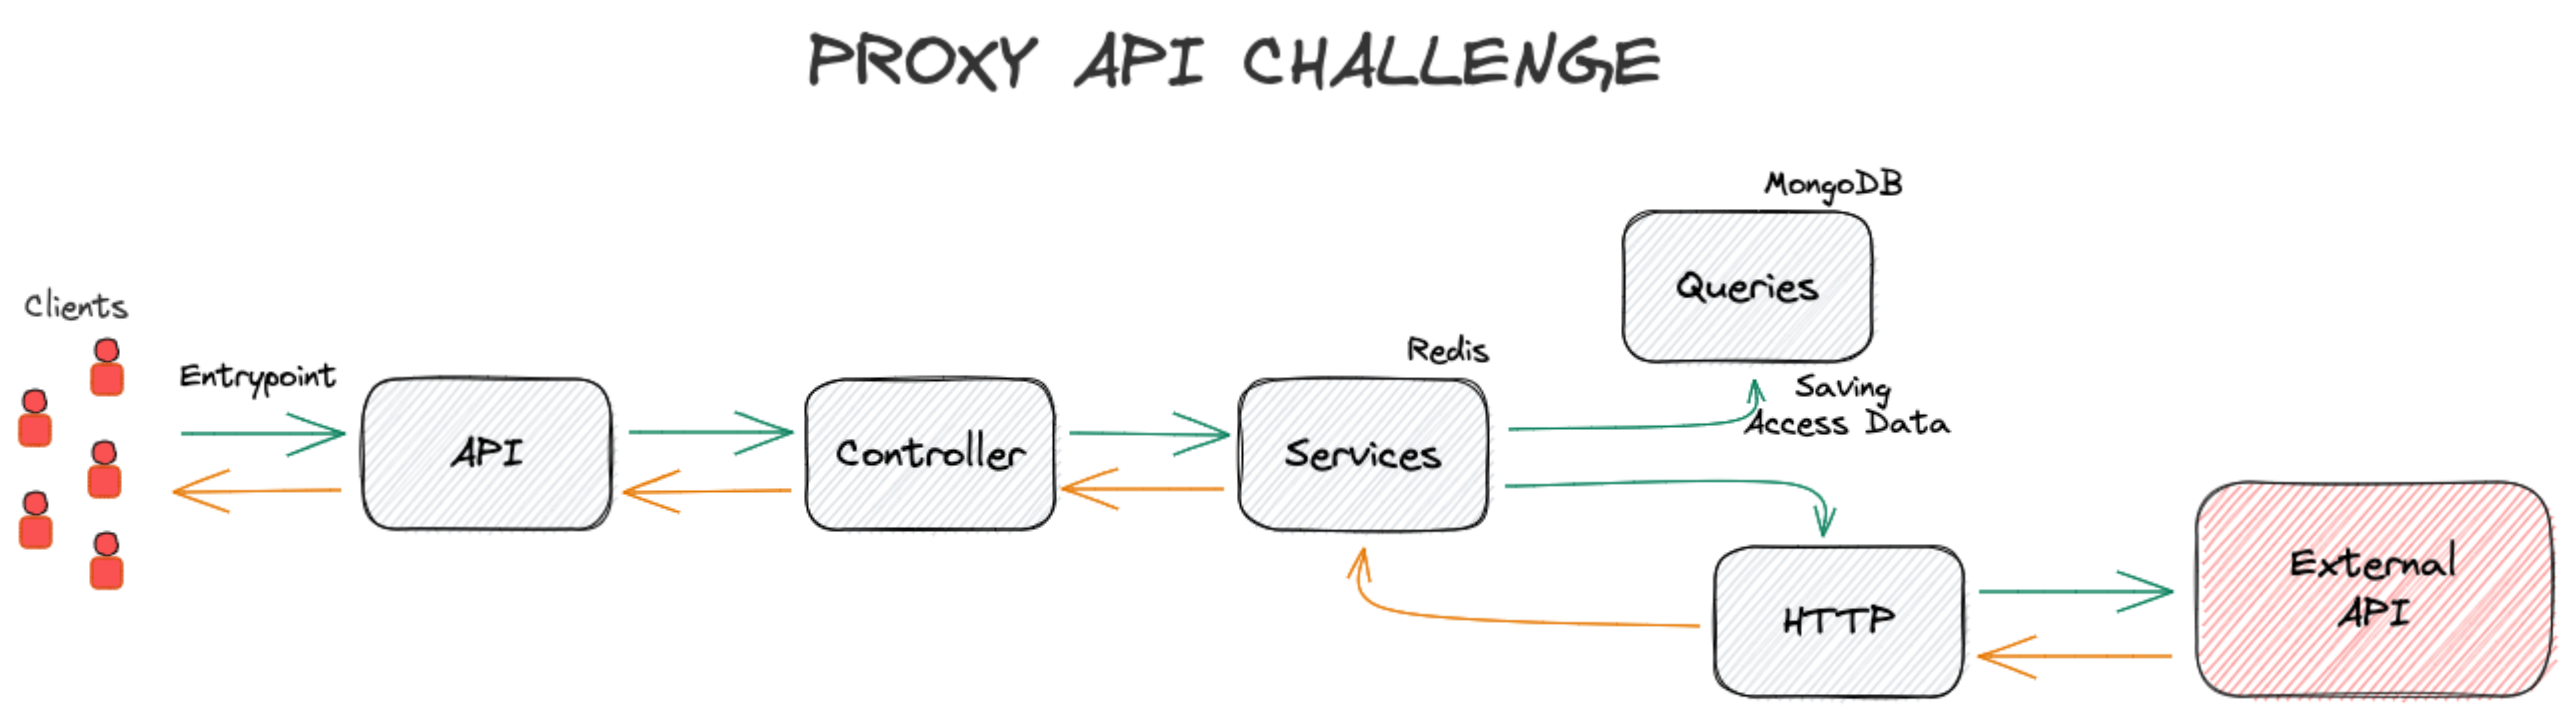 PROXY API CHALLENGE
MongoDB
Queries
Clients
Redis
Entrypoint
Saving
Access Data
API
Controller
Services
External
API
HTTP